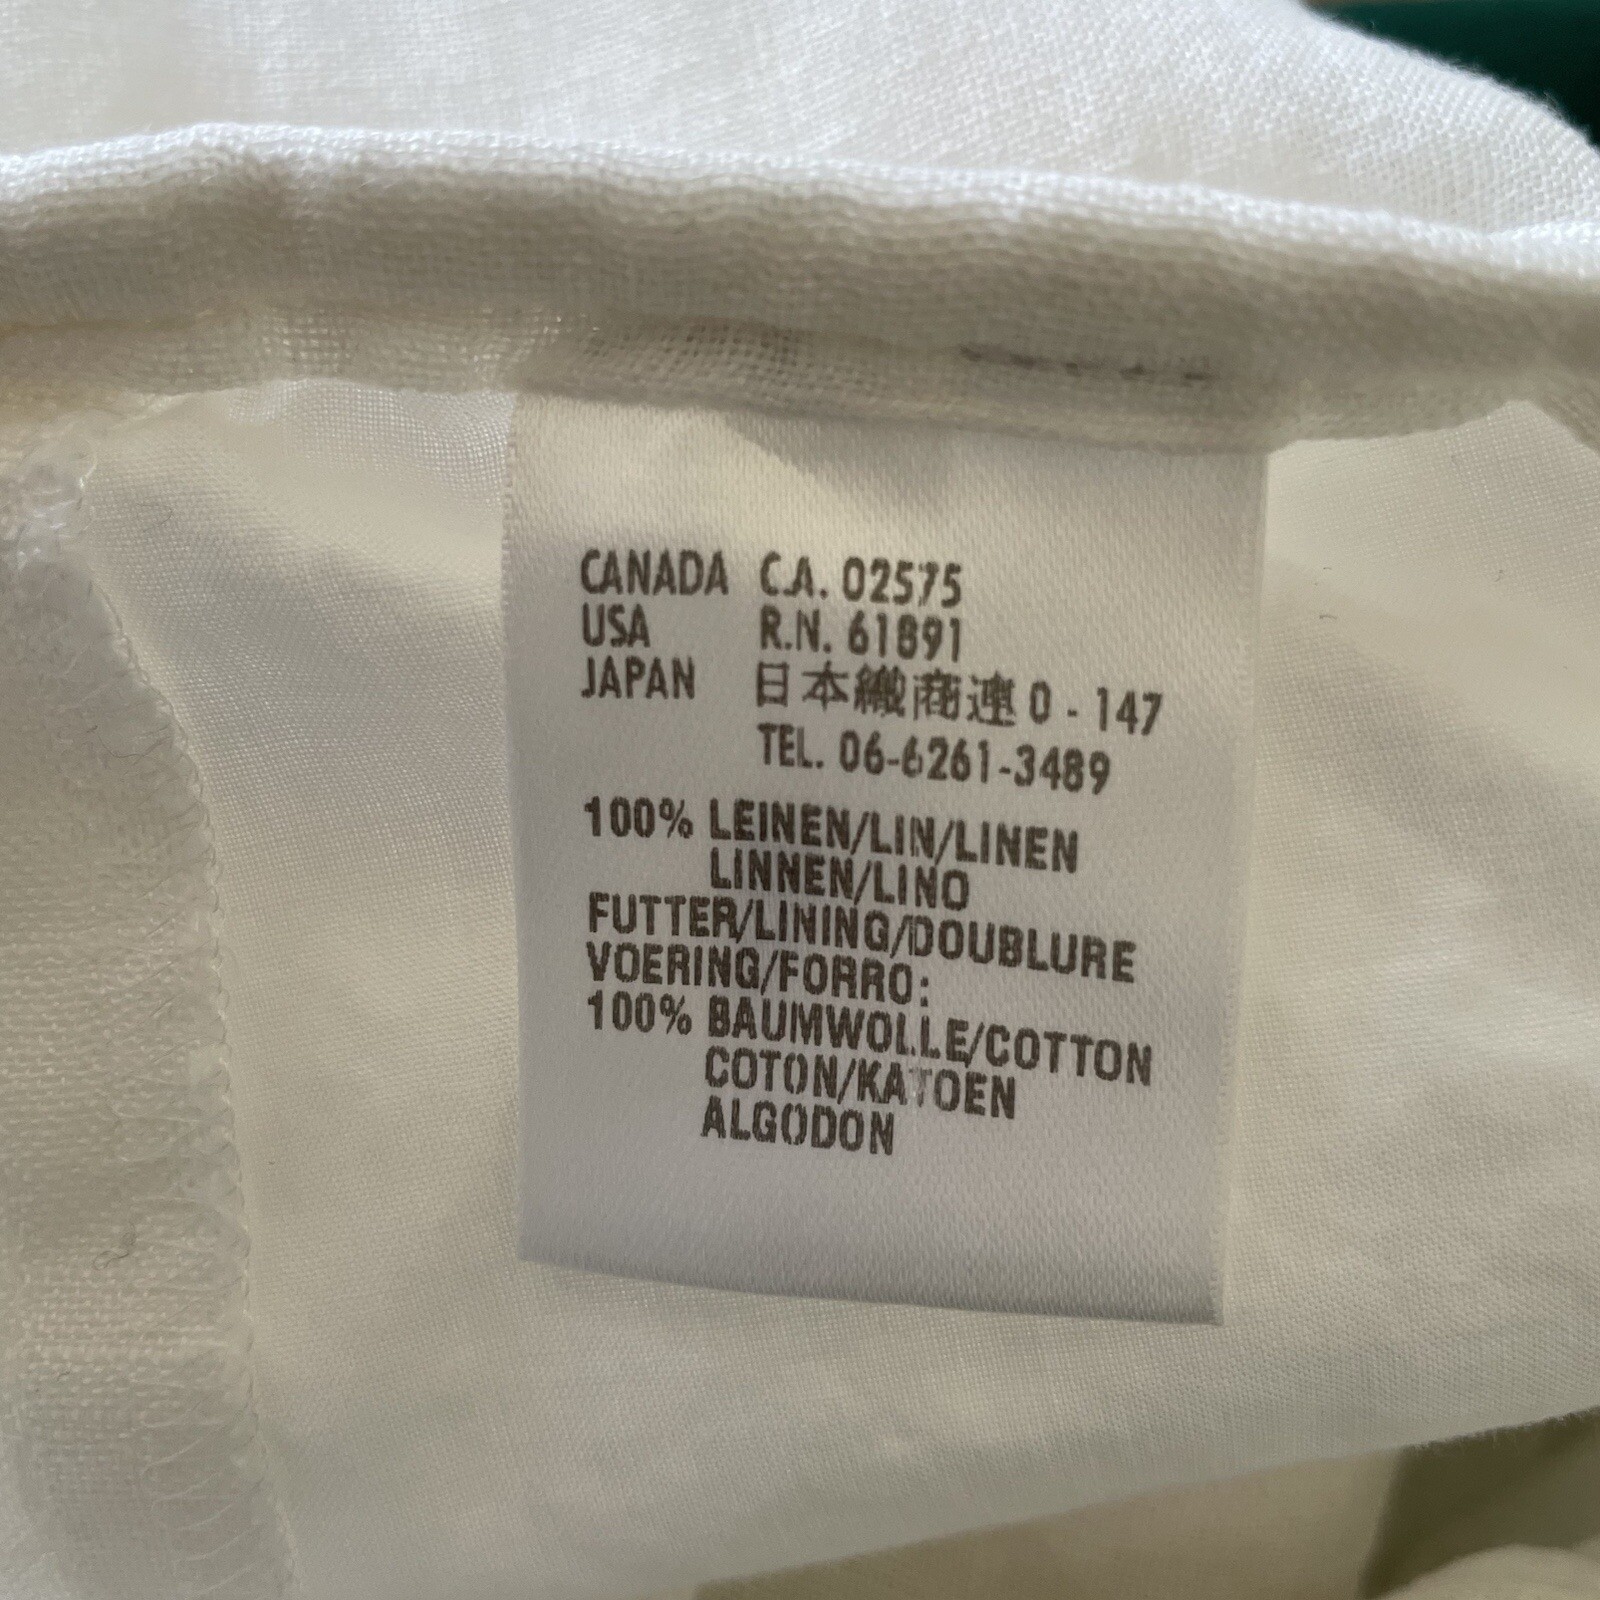 CANADA C.A. 02575
USA R.N. 61891
JAPAN 日本織商連 0 - 147
TEL. 06-6261-3489
100% LEINEN/LIN/LINEN
LINNEN/LINO
FUTTER/LINING/DOUBLURE
VOERING/FORRO:
100% BAUMWOLLE/COTTON
COTON/KATOEN
ALGODON